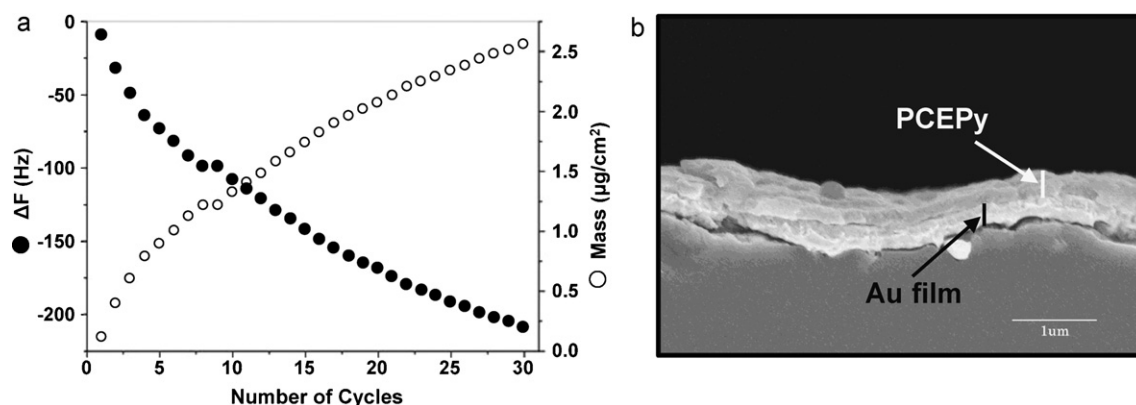 a
0
-50
-100
-150
-200
ΔF (Hz)
0 5 10 15 20 25 30
Number of Cycles
2.5
2.0
1.5
1.0
0.5
0.0
Mass (μg/cm²)
b
PCEPy
Au film
1um